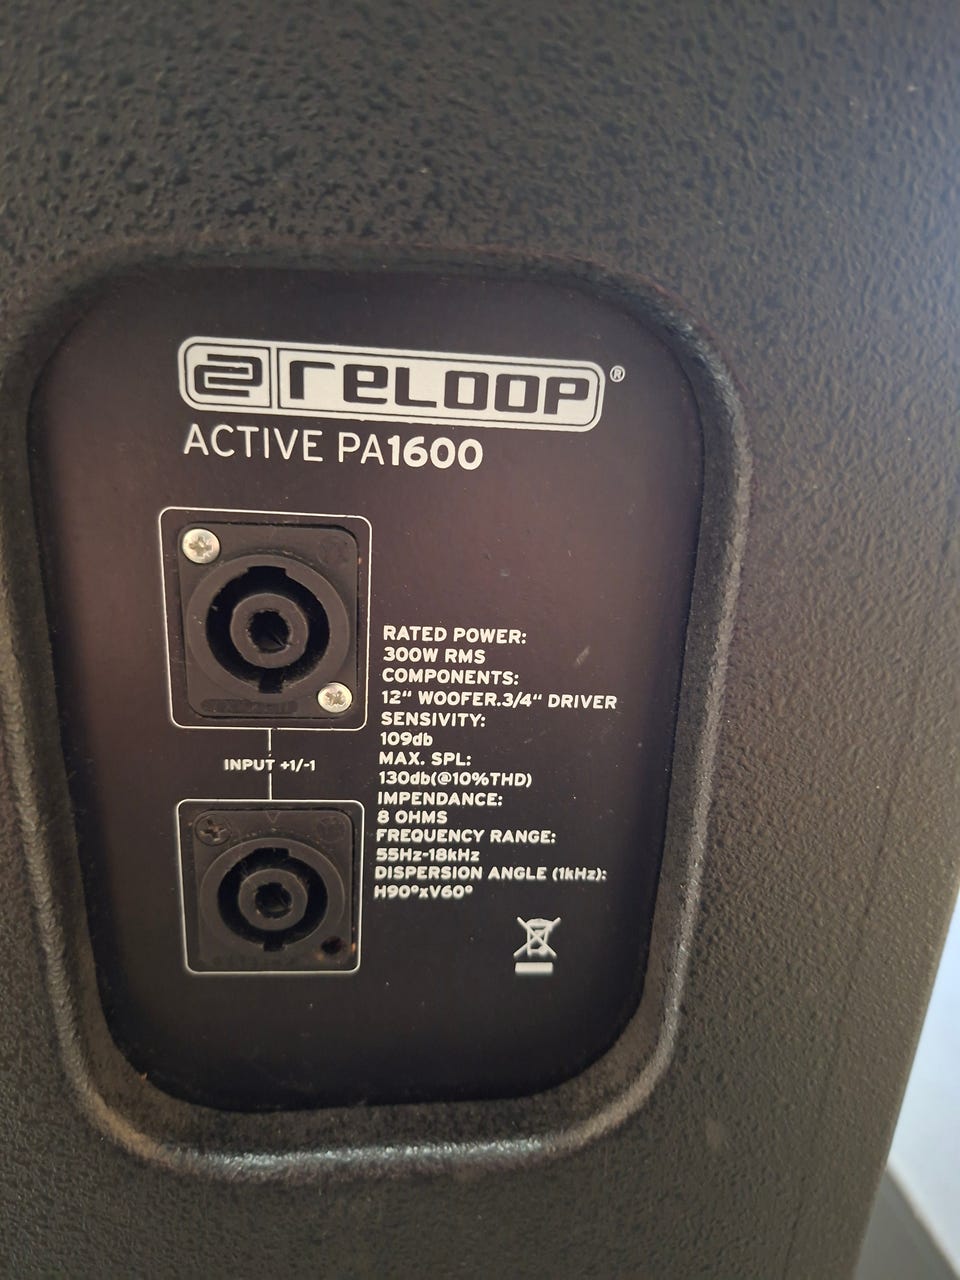 reloop®
ACTIVE PA1600
RATED POWER:
300W RMS
COMPONENTS:
12" WOOFER.3/4" DRIVER
SENSIVITY:
109db
INPUT +1/-1
MAX. SPL:
130db(@10%THD)
IMPENDANCE:
8 OHMS
FREQUENCY RANGE:
55Hz-18kHz
DISPERSION ANGLE (1kHz):
H90°xV60°